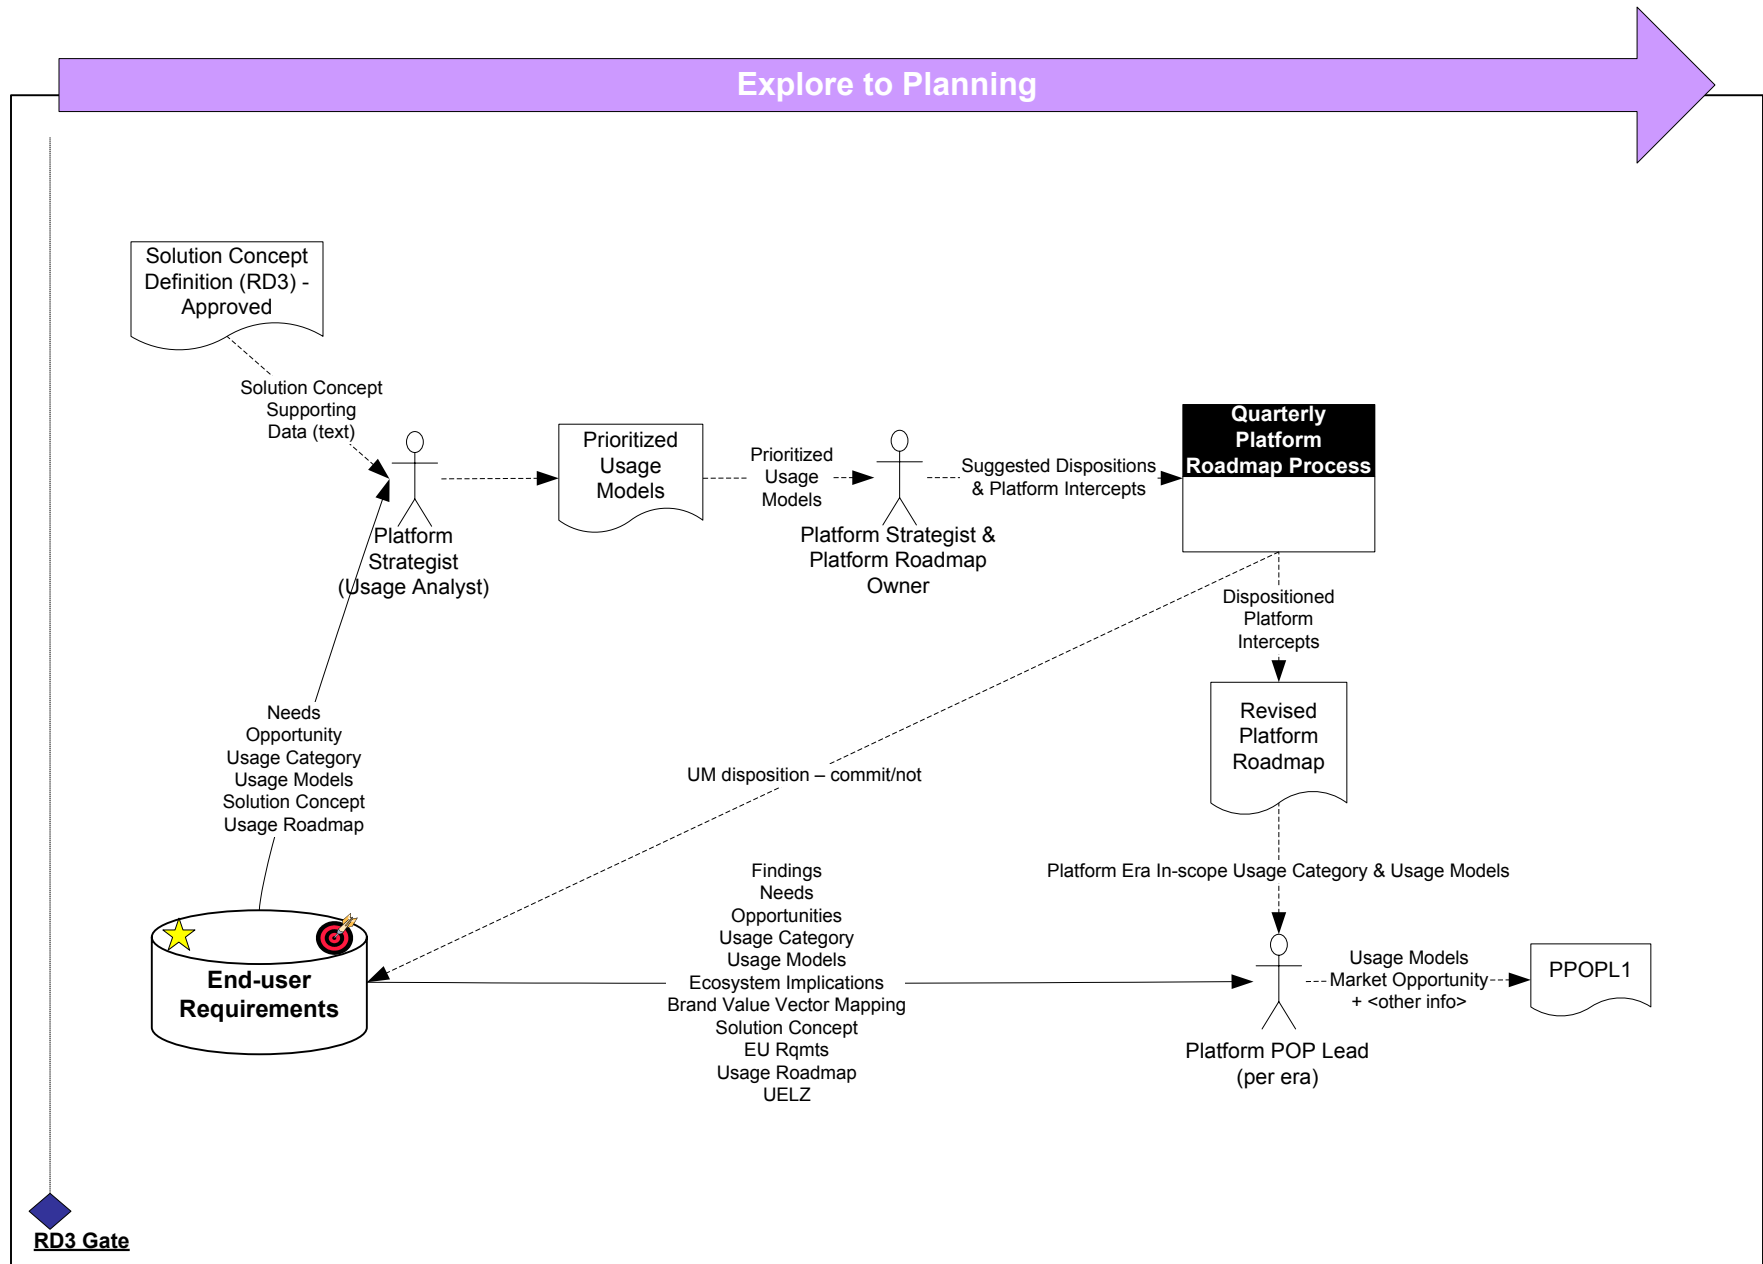 Explore to Planning
Solution Concept
Definition (RD3) -
Approved
Solution Concept
Supporting
Data (text)
Platform
Strategist
(Usage Analyst)
Prioritized
Usage
Models
Prioritized
Usage
Models
Platform Strategist &
Platform Roadmap
Owner
Suggested Dispositions
& Platform Intercepts
Quarterly
Platform
Roadmap Process
Dispositioned
Platform
Intercepts
Revised
Platform
Roadmap
Needs
Opportunity
Usage Category
Usage Models
Solution Concept
Usage Roadmap
UM disposition – commit/not
Platform Era In-scope Usage Category & Usage Models
End-user
Requirements
Findings
Needs
Opportunities
Usage Category
Usage Models
Ecosystem Implications
Brand Value Vector Mapping
Solution Concept
EU Rqmts
Usage Roadmap
UELZ
Platform POP Lead
(per era)
Usage Models
Market Opportunity
+ <other info>
PPOPL1
RD3 Gate